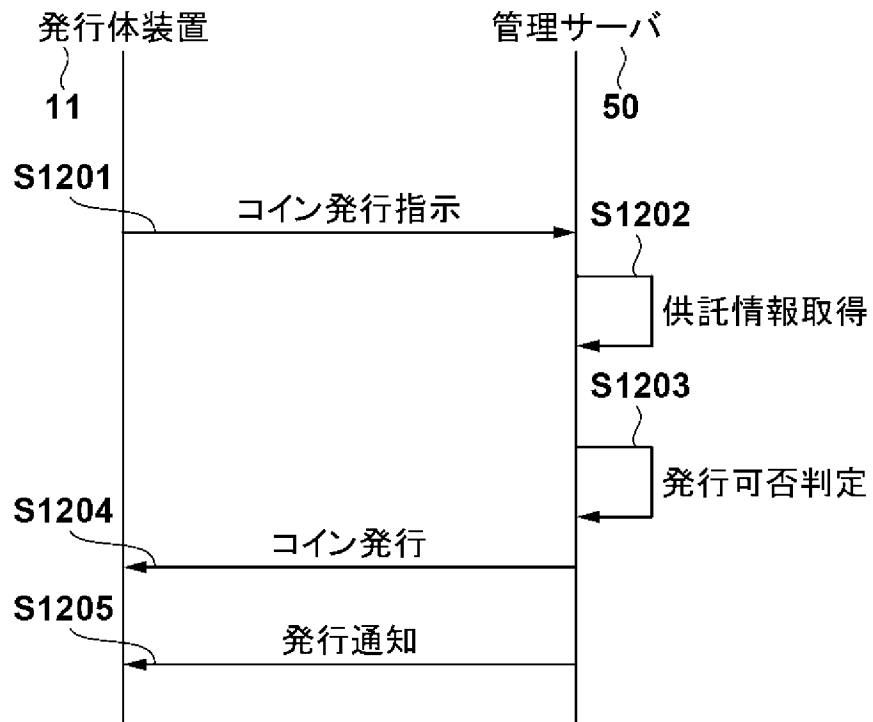 発行体装置
管理サーバ
11
50
S1201
コイン発行指示
S1202
供託情報取得
S1203
発行可否判定
S1204
コイン発行
S1205
発行通知